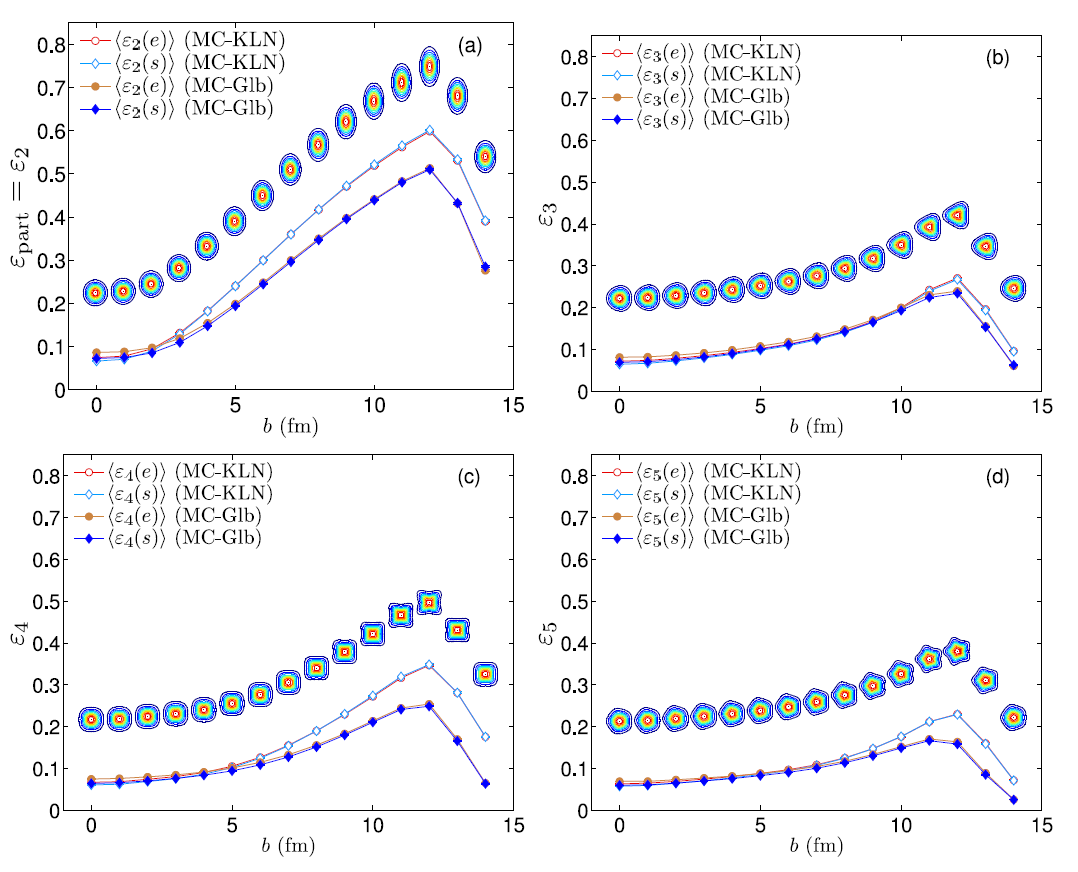 (a)
⟨ε2(e)⟩ (MC-KLN)
⟨ε2(s)⟩ (MC-KLN)
⟨ε2(e)⟩ (MC-Glb)
⟨ε2(s)⟩ (MC-Glb)
εpart = ε2
0.8
0.7
0.6
0.5
0.4
0.3
0.2
0.1
0
0 5 10 15
b (fm)
(b)
⟨ε3(e)⟩ (MC-KLN)
⟨ε3(s)⟩ (MC-KLN)
⟨ε3(e)⟩ (MC-Glb)
⟨ε3(s)⟩ (MC-Glb)
ε3
0.8
0.7
0.6
0.5
0.4
0.3
0.2
0.1
0
0 5 10 15
b (fm)
(c)
⟨ε4(e)⟩ (MC-KLN)
⟨ε4(s)⟩ (MC-KLN)
⟨ε4(e)⟩ (MC-Glb)
⟨ε4(s)⟩ (MC-Glb)
ε4
0.8
0.7
0.6
0.5
0.4
0.3
0.2
0.1
0
0 5 10 15
b (fm)
(d)
⟨ε5(e)⟩ (MC-KLN)
⟨ε5(s)⟩ (MC-KLN)
⟨ε5(e)⟩ (MC-Glb)
⟨ε5(s)⟩ (MC-Glb)
ε5
0.8
0.7
0.6
0.5
0.4
0.3
0.2
0.1
0
0 5 10 15
b (fm)